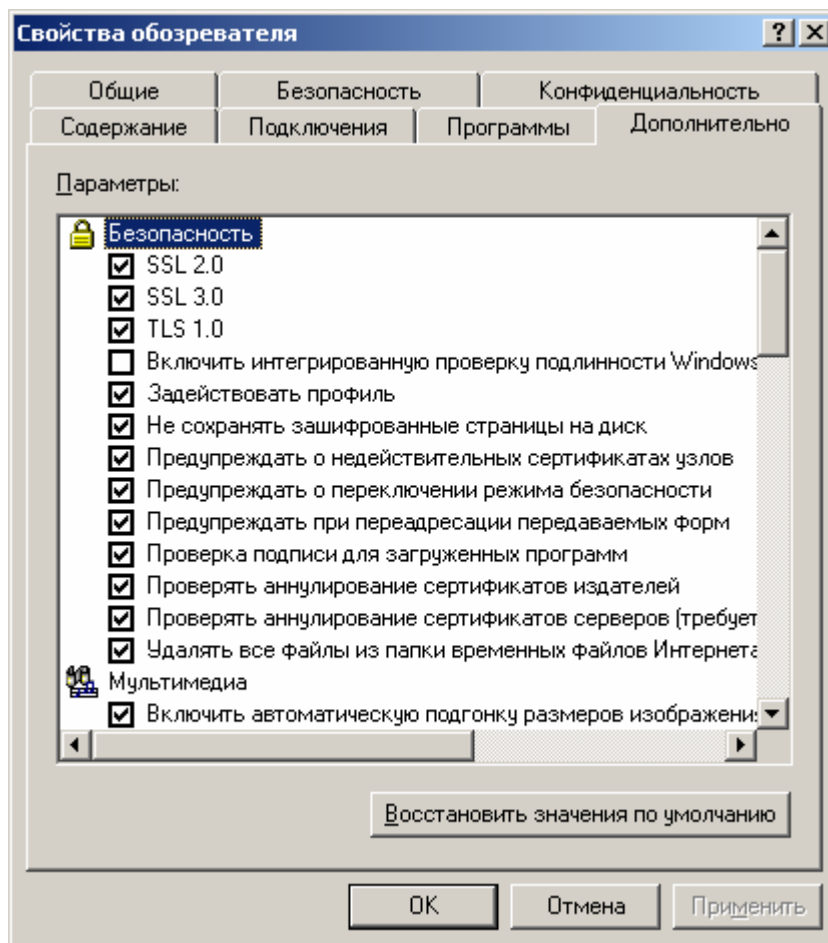 Свойства обозревателя
Общие Безопасность Конфиденциальность
Содержание Подключения Программы Дополнительно
Параметры:
Безопасность
SSL 2.0
SSL 3.0
TLS 1.0
Включить интегрированную проверку подлинности Windows
Задействовать профиль
Не сохранять зашифрованные страницы на диск
Предупреждать о недействительных сертификатах узлов
Предупреждать о переключении режима безопасности
Предупреждать при переадресации передаваемых форм
Проверка подписи для загруженных программ
Проверять аннулирование сертификатов издателей
Проверять аннулирование сертификатов серверов (требует
Удалять все файлы из папки временных файлов Интернета
Мультимедиа
Включить автоматическую подгонку размеров изображени
Восстановить значения по умолчанию
OK Отмена Применить